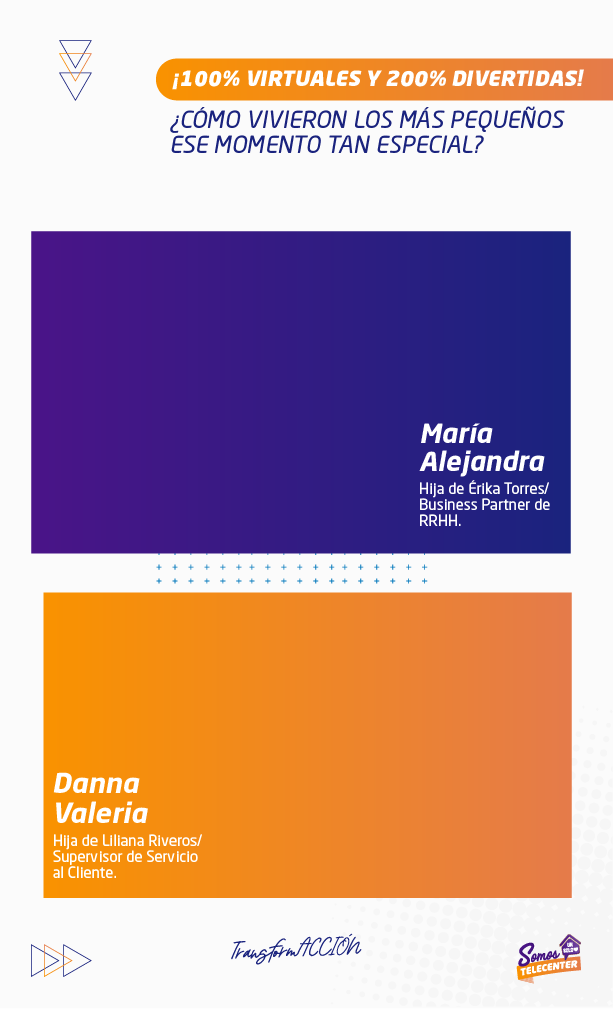 ¡100% VIRTUALES Y 200% DIVERTIDAS!
¿CÓMO VIVIERON LOS MÁS PEQUEÑOS
ESE MOMENTO TAN ESPECIAL?
María
Alejandra
Hija de Érika Torres/
Business Partner de
RRHH.
Danna
Valeria
Hija de Liliana Riveros/
Supervisor de Servicio
al Cliente.
TransformACCIÓN
Somos
TELECENTER